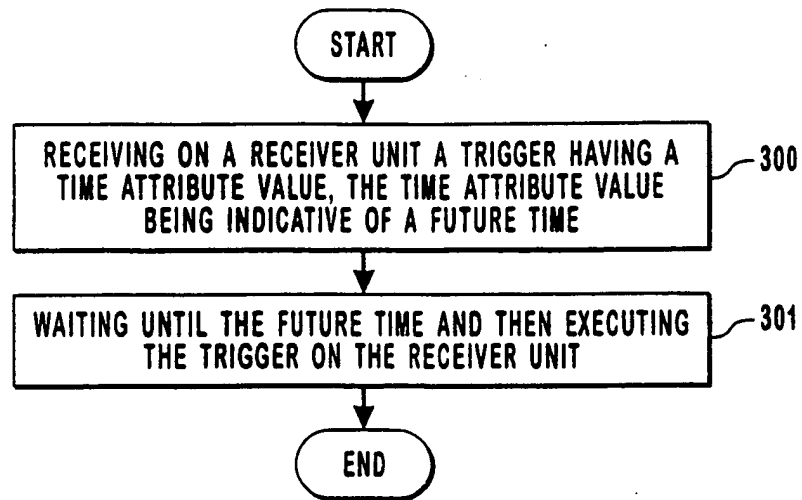 START
RECEIVING ON A RECEIVER UNIT A TRIGGER HAVING A
TIME ATTRIBUTE VALUE, THE TIME ATTRIBUTE VALUE
BEING INDICATIVE OF A FUTURE TIME
300
WAITING UNTIL THE FUTURE TIME AND THEN EXECUTING
THE TRIGGER ON THE RECEIVER UNIT
301
END